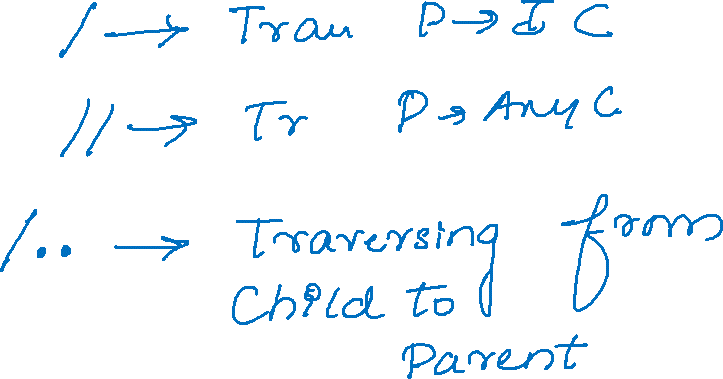 / → Trav P → I C
// → Tr P → Any C
/.. → Traversing from
Child to
Parent